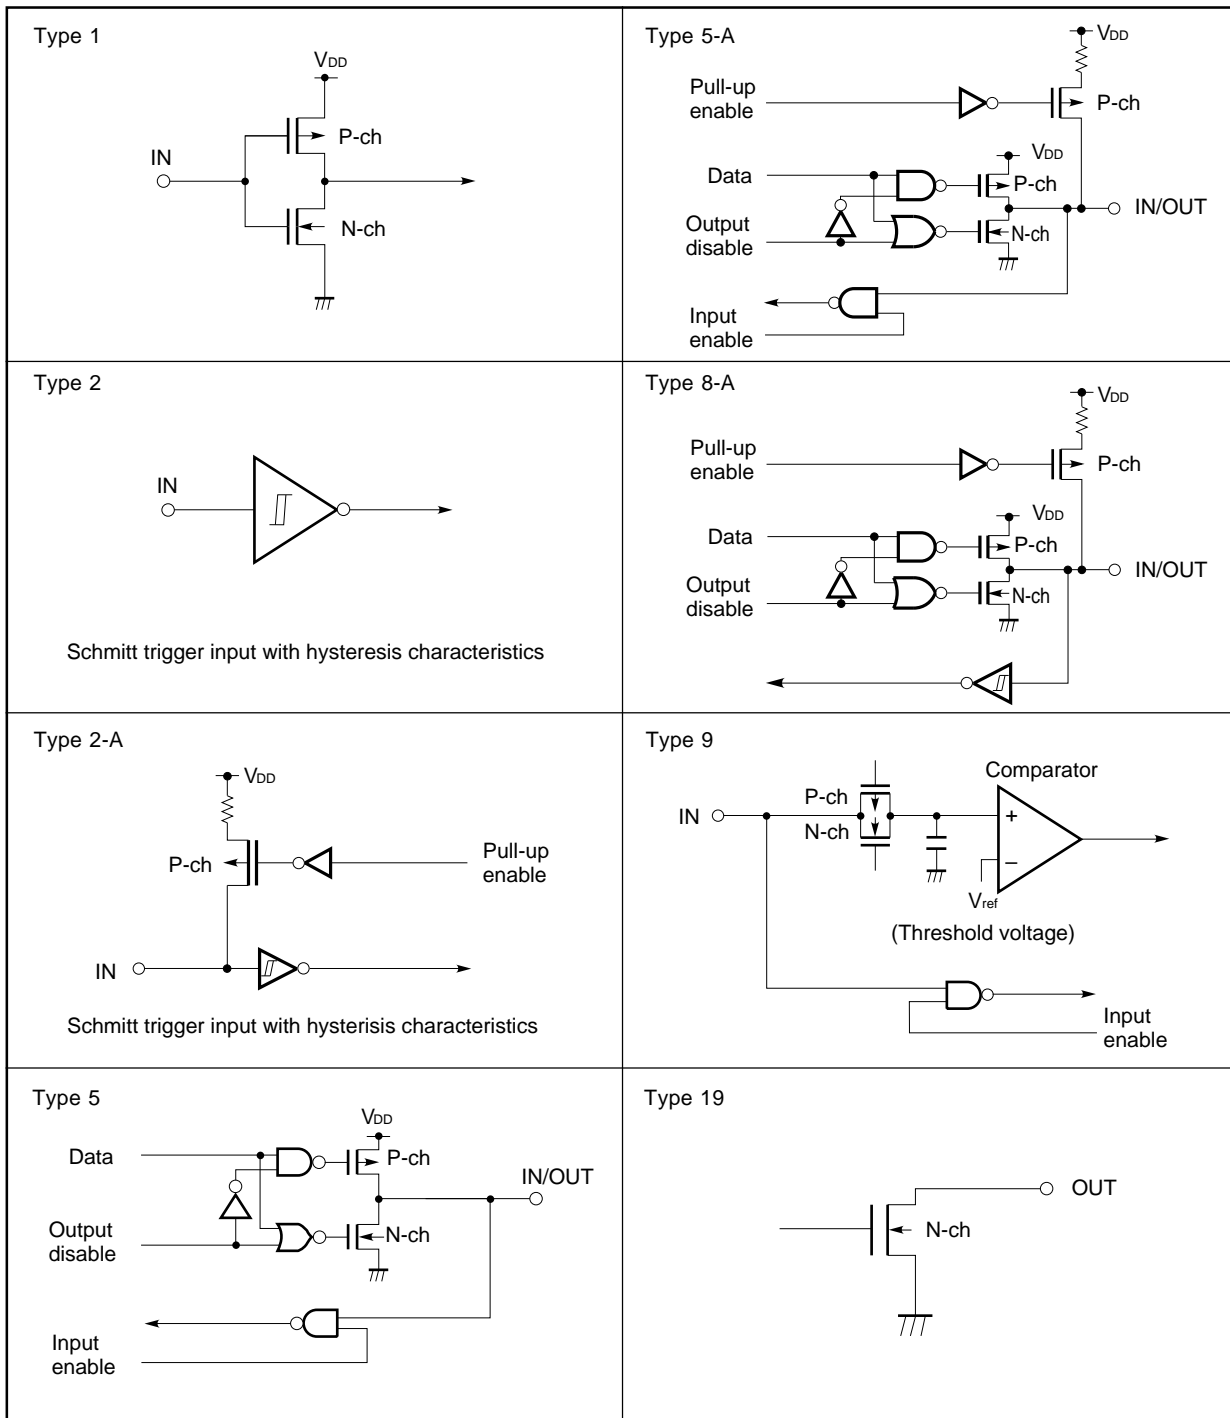 Type 1
VDD
P-ch
IN
N-ch
Type 5-A
VDD
Pull-up
enable
P-ch
VDD
Data
P-ch
IN/OUT
Output
disable
N-ch
Input
enable
Type 2
IN
Schmitt trigger input with hysteresis characteristics
Type 8-A
VDD
Pull-up
enable
P-ch
VDD
Data
P-ch
IN/OUT
Output
disable
N-ch
Type 2-A
VDD
P-ch
Pull-up
enable
IN
Schmitt trigger input with hysterisis characteristics
Type 9
Comparator
P-ch
IN
N-ch
+
–
Vref
(Threshold voltage)
Input
enable
Type 5
VDD
Data
P-ch
IN/OUT
Output
disable
N-ch
Input
enable
Type 19
OUT
N-ch